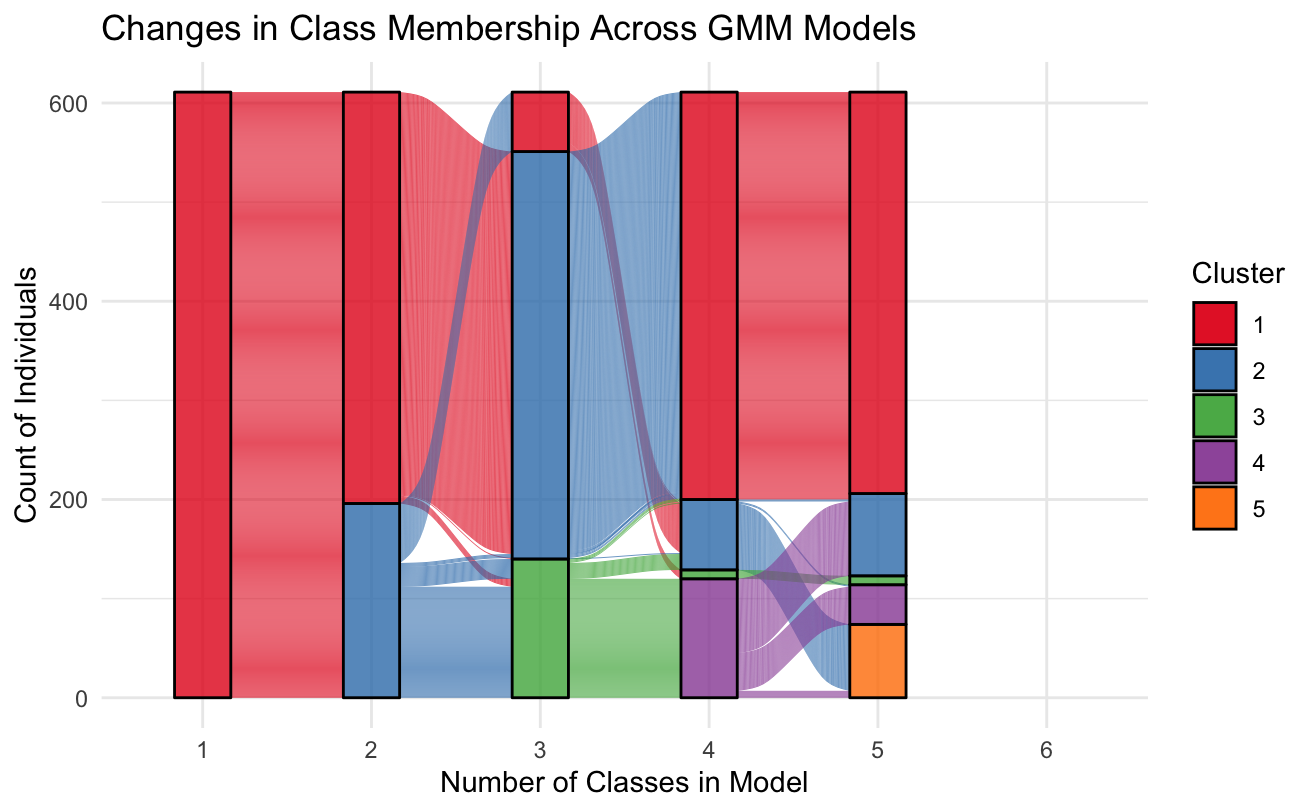 Changes in Class Membership Across GMM Models
Count of Individuals
600
400
200
0
1 2 3 4 5 6
Number of Classes in Model
Cluster
1
2
3
4
5